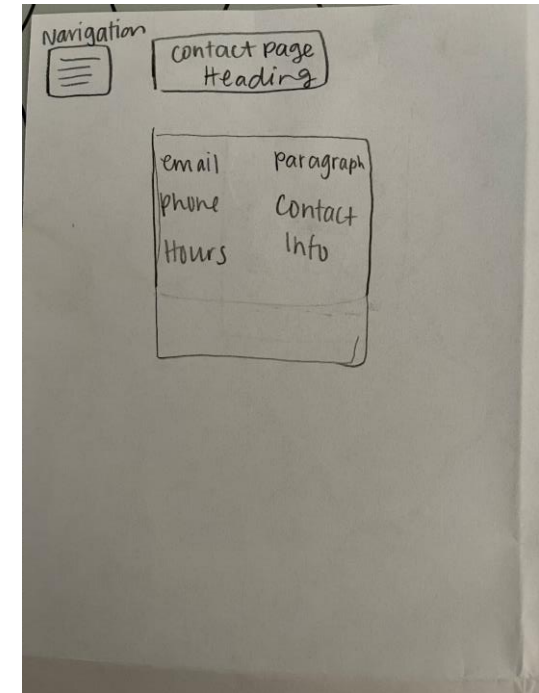 Navigation
contact page
Heading
email paragraph
phone Contact
Hours Info